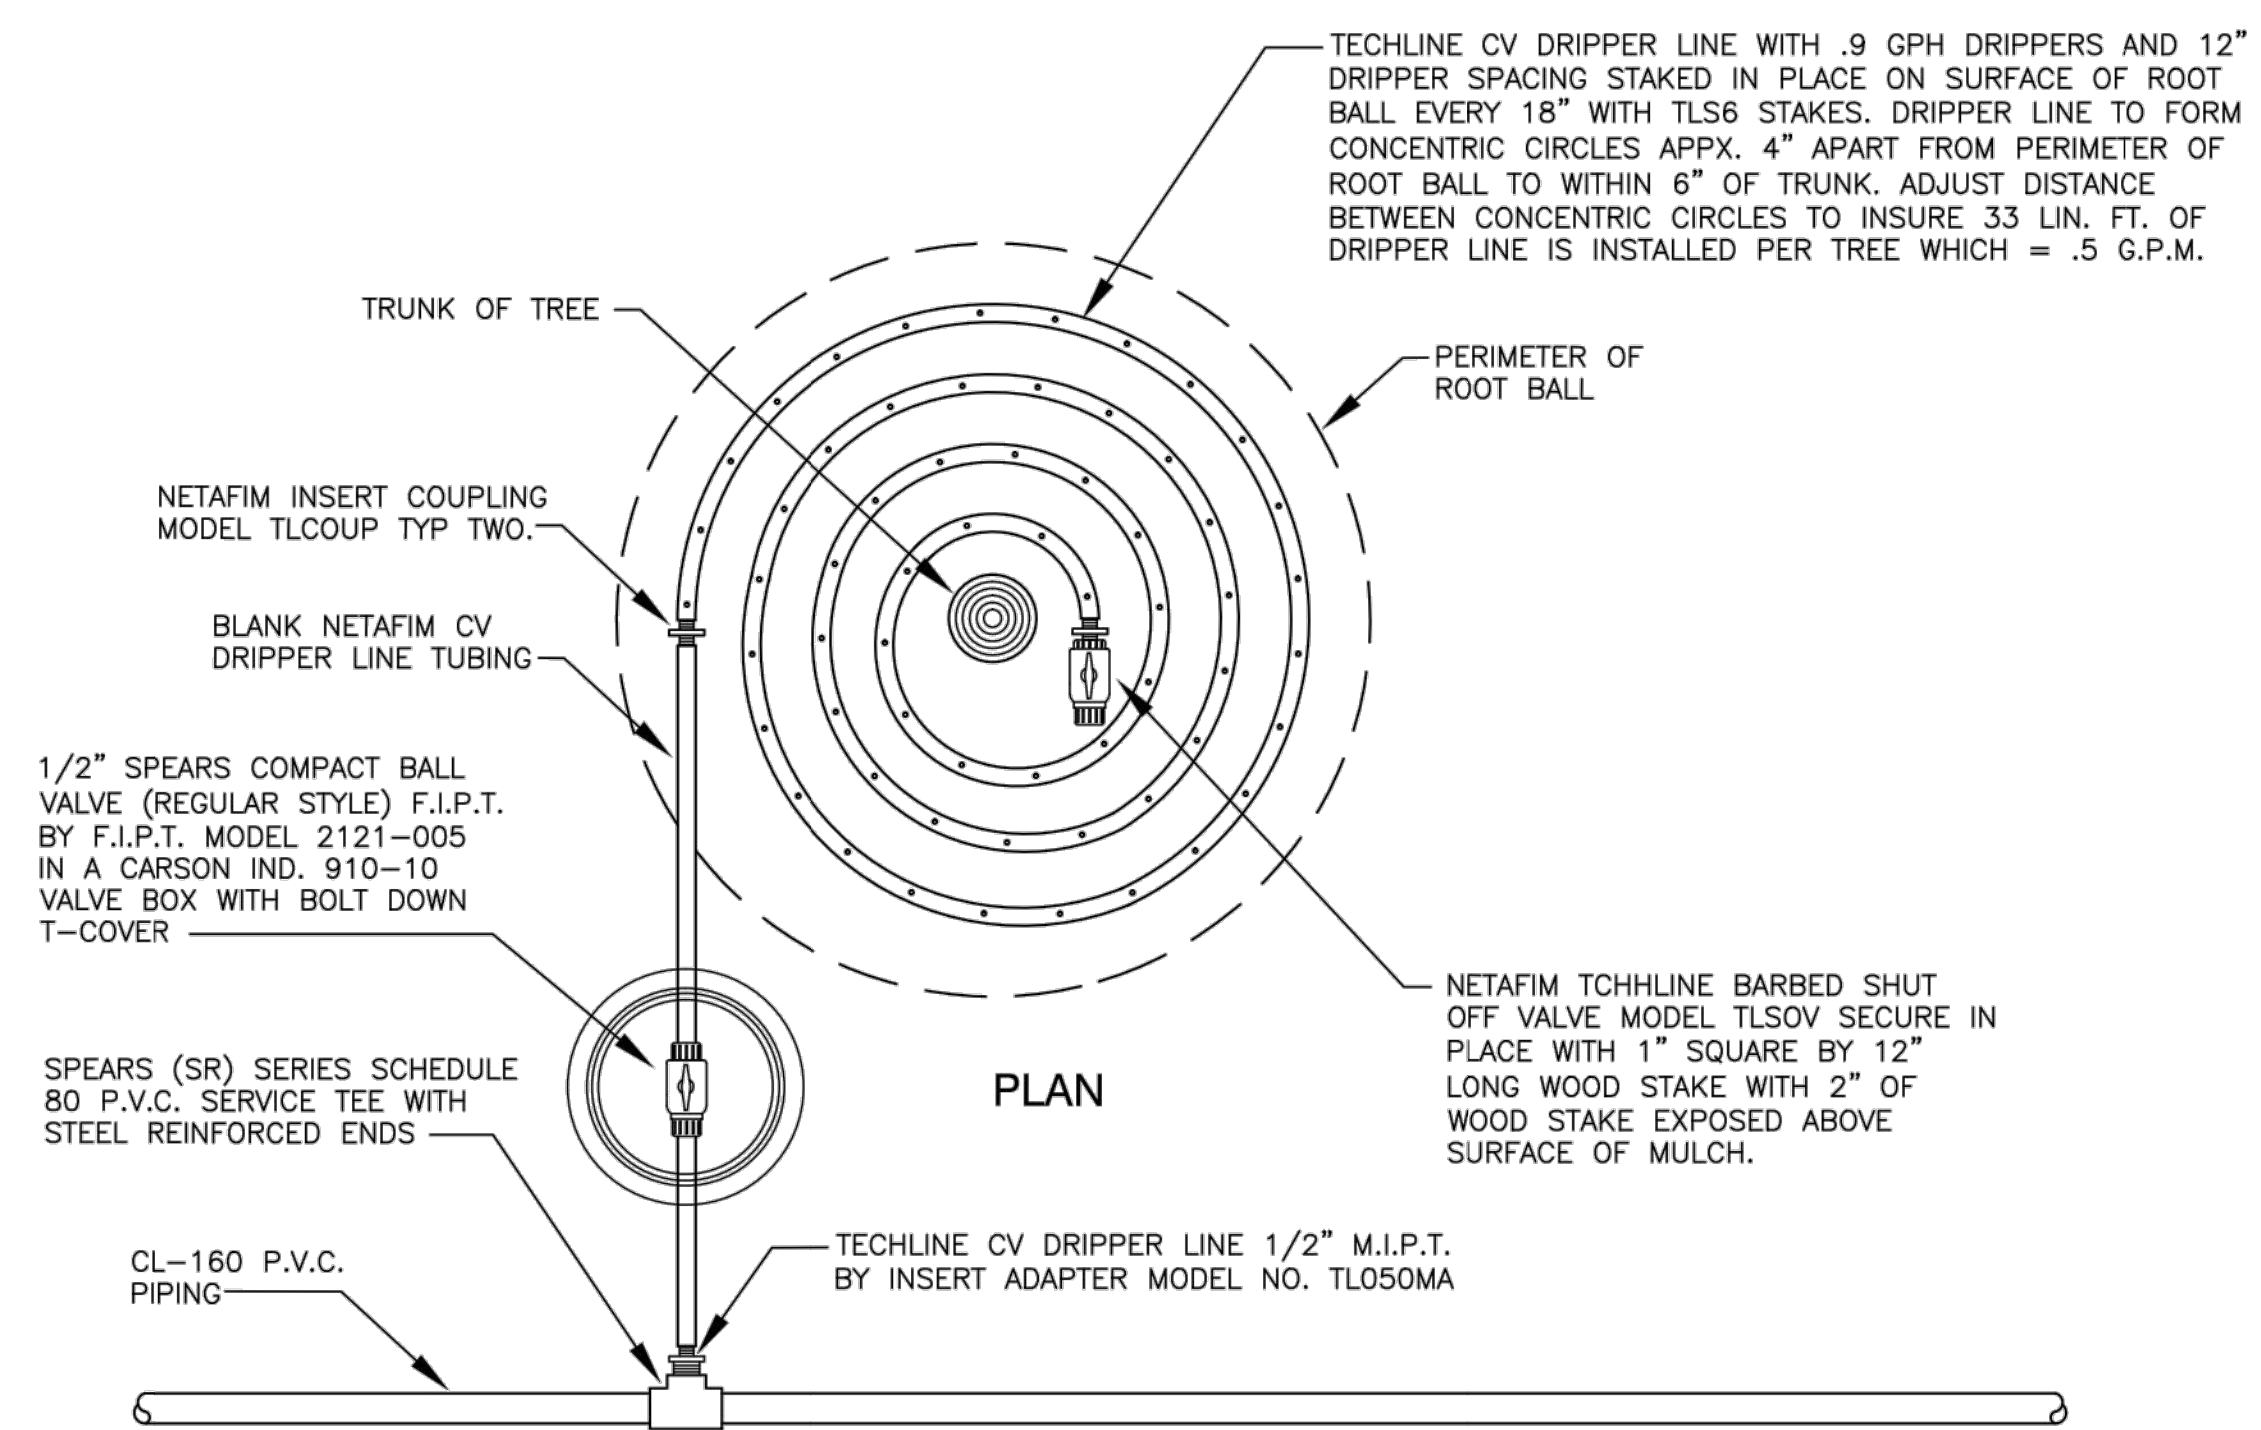 TECHLINE CV DRIPPER LINE WITH .9 GPH DRIPPERS AND 12”
DRIPPER SPACING STAKED IN PLACE ON SURFACE OF ROOT
BALL EVERY 18” WITH TLS6 STAKES. DRIPPER LINE TO FORM
CONCENTRIC CIRCLES APPX. 4” APART FROM PERIMETER OF
ROOT BALL TO WITHIN 6” OF TRUNK. ADJUST DISTANCE
BETWEEN CONCENTRIC CIRCLES TO INSURE 33 LIN. FT. OF
DRIPPER LINE IS INSTALLED PER TREE WHICH = .5 G.P.M.
TRUNK OF TREE
PERIMETER OF
ROOT BALL
NETAFIM INSERT COUPLING
MODEL TLCOUP TYP TWO.
BLANK NETAFIM CV
DRIPPER LINE TUBING
1/2” SPEARS COMPACT BALL
VALVE (REGULAR STYLE) F.I.P.T.
BY F.I.P.T. MODEL 2121-005
IN A CARSON IND. 910-10
VALVE BOX WITH BOLT DOWN
T-COVER
NETAFIM TCHHLINE BARBED SHUT
OFF VALVE MODEL TLSOV SECURE IN
PLACE WITH 1” SQUARE BY 12”
LONG WOOD STAKE WITH 2” OF
WOOD STAKE EXPOSED ABOVE
SURFACE OF MULCH.
PLAN
SPEARS (SR) SERIES SCHEDULE
80 P.V.C. SERVICE TEE WITH
STEEL REINFORCED ENDS
TECHLINE CV DRIPPER LINE 1/2” M.I.P.T.
BY INSERT ADAPTER MODEL NO. TL050MA
CL-160 P.V.C.
PIPING